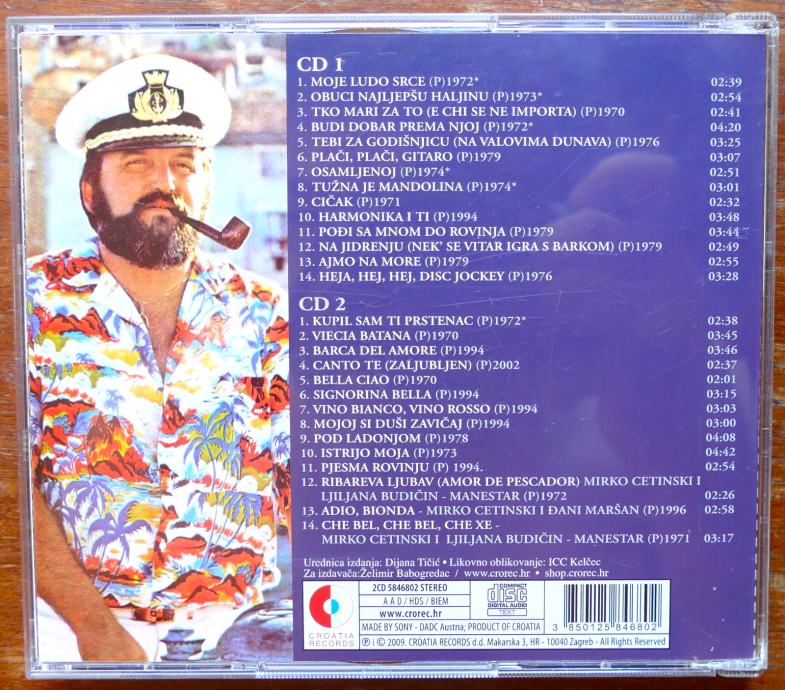 CD 1
1. MOJE LUDO SRCE (P)1972* 02:39
2. OBUCI NAJLJEPŠU HALJINU (P)1973* 02:54
3. TKO MARI ZA TO (E CHI SE NE IMPORTA) (P)1970 02:41
4. BUDI DOBAR PREMA NJOJ (P)1972* 04:20
5. TEBI ZA GODIŠNJICU (NA VALOVIMA DUNAVA) (P)1976 03:25
6. PLAČI, PLAČI, GITARO (P)1979 03:07
7. OSAMLJENOJ (P)1974* 02:51
8. TUŽNA JE MANDOLINA (P)1974* 03:01
9. CIČAK (P)1971 02:32
10. HARMONIKA I TI (P)1994 03:48
11. POĐI SA MNOM DO ROVINJA (P)1979 03:44
12. NA JIDRENJU (NEK' SE VITAR IGRA S BARKOM) (P)1979 02:49
13. AJMO NA MORE (P)1979 02:55
14. HEJA, HEJ, HEJ, DISC JOCKEY (P)1976 03:28
CD 2
1. KUPIL SAM TI PRSTENAC (P)1972* 02:38
2. VIECIA BATANA (P)1970 03:45
3. BARCA DEL AMORE (P)1994 03:46
4. CANTO TE (ZALJUBLJEN) (P)2002 02:37
5. BELLA CIAO (P)1970 02:01
6. SIGNORINA BELLA (P)1994 03:15
7. VINO BIANCO, VINO ROSSO (P)1994 03:03
8. MOJOJ SI DUŠI ZAVIČAJ (P)1994 03:00
9. POD LADONJOM (P)1978 04:08
10. ISTRIJO MOJA (P)1973 04:42
11. PJESMA ROVINJU (P) 1994. 02:54
12. RIBAREVA LJUBAV (AMOR DE PESCADOR) MIRKO CETINSKI I
LJILJANA BUDIČIN - MANESTAR (P)1972 02:26
13. ADIO, BIONDA - MIRKO CETINSKI I ĐANI MARŠAN (P)1996 02:58
14. CHE BEL, CHE BEL, CHE XE -
MIRKO CETINSKI I LJILJANA BUDIČIN - MANESTAR (P)1971 03:17
Urednica izdanja: Dijana Tičić • Likovno oblikovanje: ICC Kelčec
Za izdavača:Želimir Babogredac / www.crorec.hr • shop.crorec.hr
CROATIA
RECORDS
2CD 5846802 STEREO
A A D / HDS / BIEM
www.crorec.hr
COMPACT
disc
DIGITAL AUDIO
TEXT
MADE BY SONY - DADC Austria; PRODUCT OF CROATIA
3 850125 846802
℗ i © 2009. CROATIA RECORDS d.d. Makarska 3, HR - 10040 Zagreb - All Rights Reserved